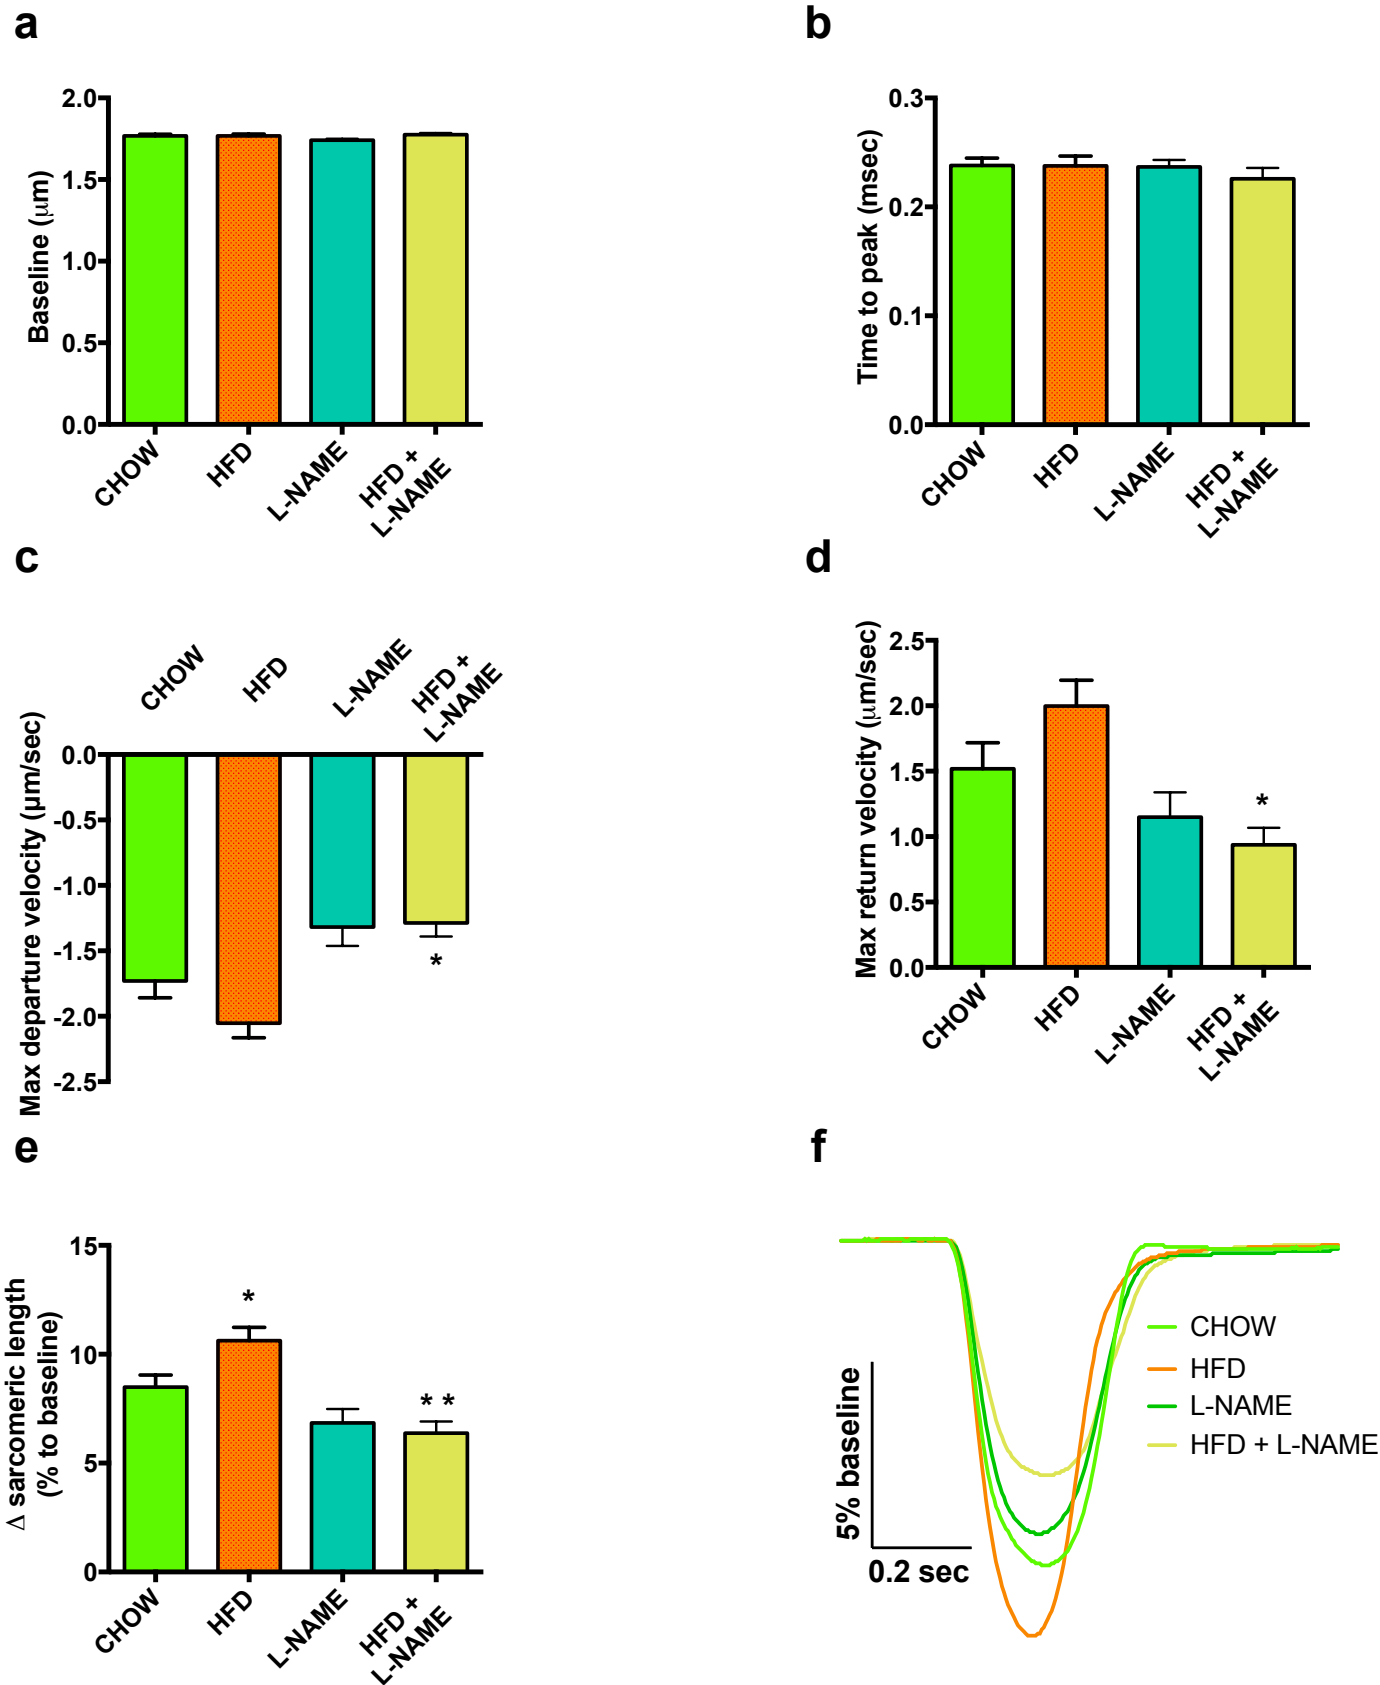 a
2.0
1.5
1.0
0.5
0.0
Baseline (μm)
CHOW
HFD
L-NAME
HFD +
L-NAME
b
0.3
0.2
0.1
0.0
Time to peak (msec)
CHOW
HFD
L-NAME
HFD +
L-NAME
c
CHOW
HFD
L-NAME
HFD +
L-NAME
0.0
-0.5
-1.0
-1.5
-2.0
-2.5
Max departure velocity (μm/sec)
*
d
2.5
2.0
1.5
1.0
0.5
0.0
Max return velocity (μm/sec)
*
CHOW
HFD
L-NAME
HFD +
L-NAME
e
15
10
5
0
Δ sarcomeric length
(% to baseline)
*
* *
CHOW
HFD
L-NAME
HFD +
L-NAME
f
CHOW
HFD
L-NAME
HFD + L-NAME
5% baseline
0.2 sec